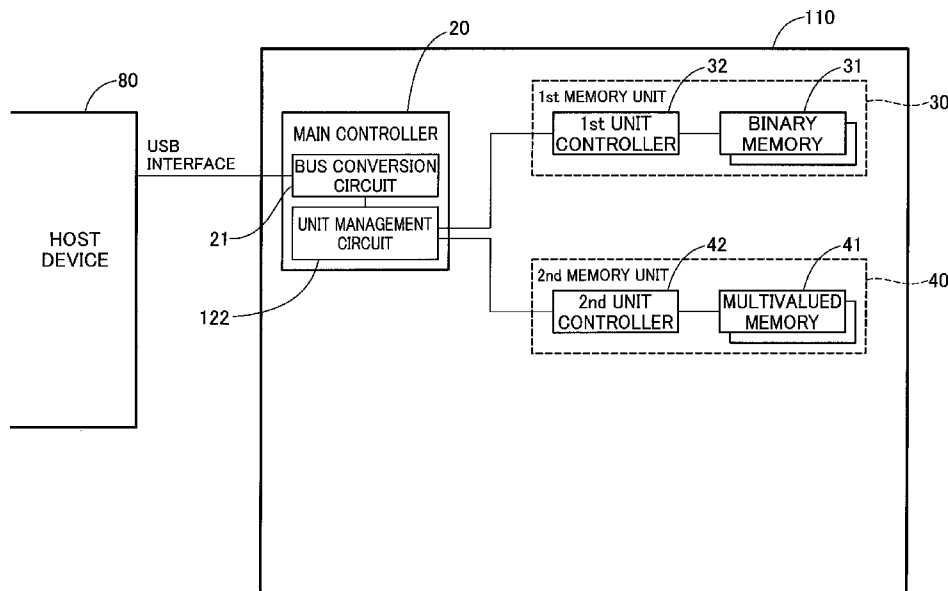 110
20
80
32
31
1st MEMORY UNIT
30
MAIN CONTROLLER
1st UNIT
CONTROLLER
BINARY
MEMORY
USB
INTERFACE
BUS CONVERSION
CIRCUIT
HOST
DEVICE
21
UNIT MANAGEMENT
CIRCUIT
122
42
41
2nd MEMORY UNIT
40
2nd UNIT
CONTROLLER
MULTIVALUED
MEMORY